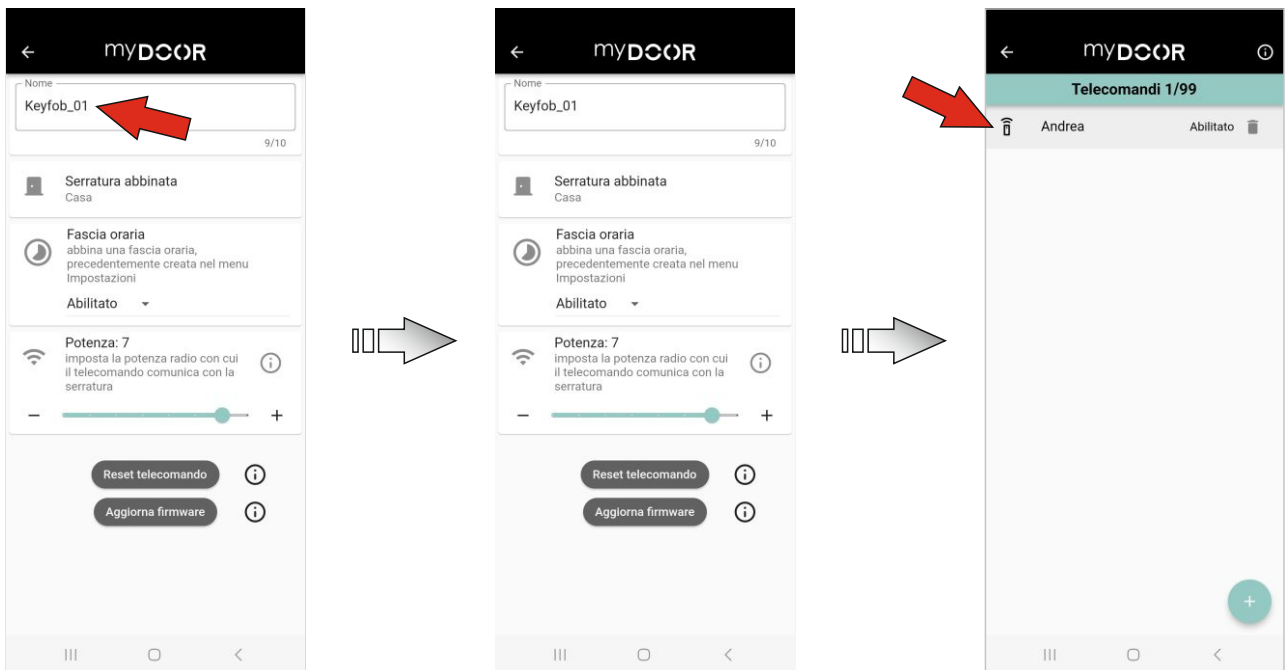 myDOOR
Nome
Keyfob_01
9/10
Serratura abbinata
Casa
Fascia oraria
abbina una fascia oraria,
precedentemente creata nel menu
Impostazioni
Abilitato
Potenza: 7
imposta la potenza radio con cui
il telecomando comunica con la
serratura
Reset telecomando
Aggiorna firmware
myDOOR
Nome
Keyfob_01
9/10
Serratura abbinata
Casa
Fascia oraria
abbina una fascia oraria,
precedentemente creata nel menu
Impostazioni
Abilitato
Potenza: 7
imposta la potenza radio con cui
il telecomando comunica con la
serratura
Reset telecomando
Aggiorna firmware
myDOOR
Telecomandi 1/99
Andrea Abilitato